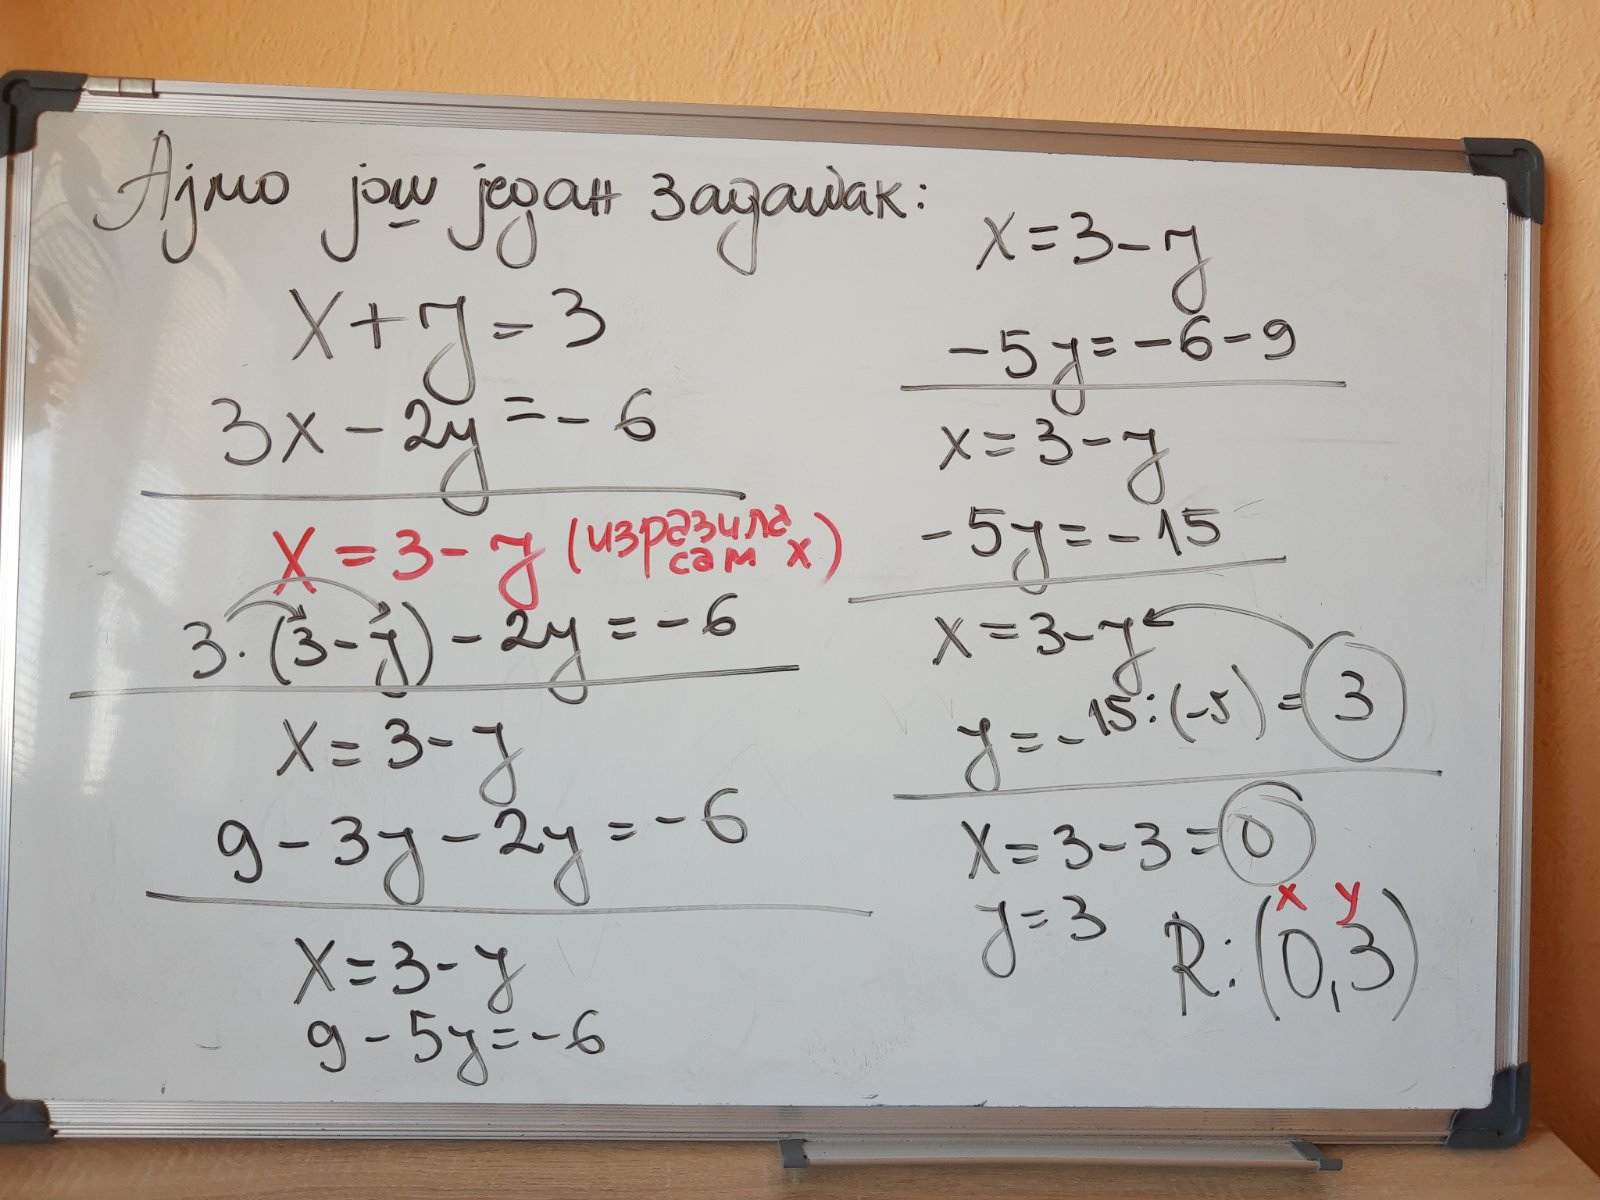 Ајмо још један задатак:
x+y=3
3x-2y=-6
x=3-y (изразила
сам x)
3·(3-y)-2y=-6
x=3-y
9-3y-2y=-6
x=3-y
9-5y=-6
x=3-y
-5y=-6-9
x=3-y
-5y=-15
x=3-y
y=-15:(-5)=3
x=3-3=0
y=3
x y
R:(0,3)